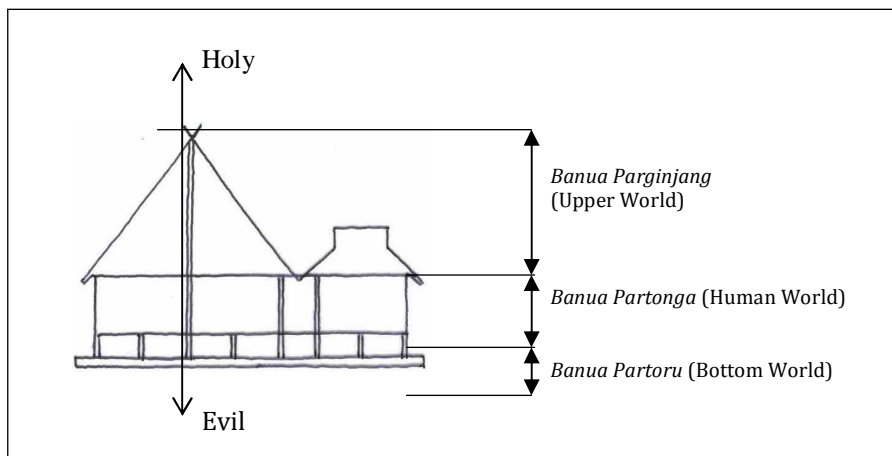 Holy
Banua Parginjang
(Upper World)
Banua Partonga (Human World)
Banua Partoru (Bottom World)
Evil